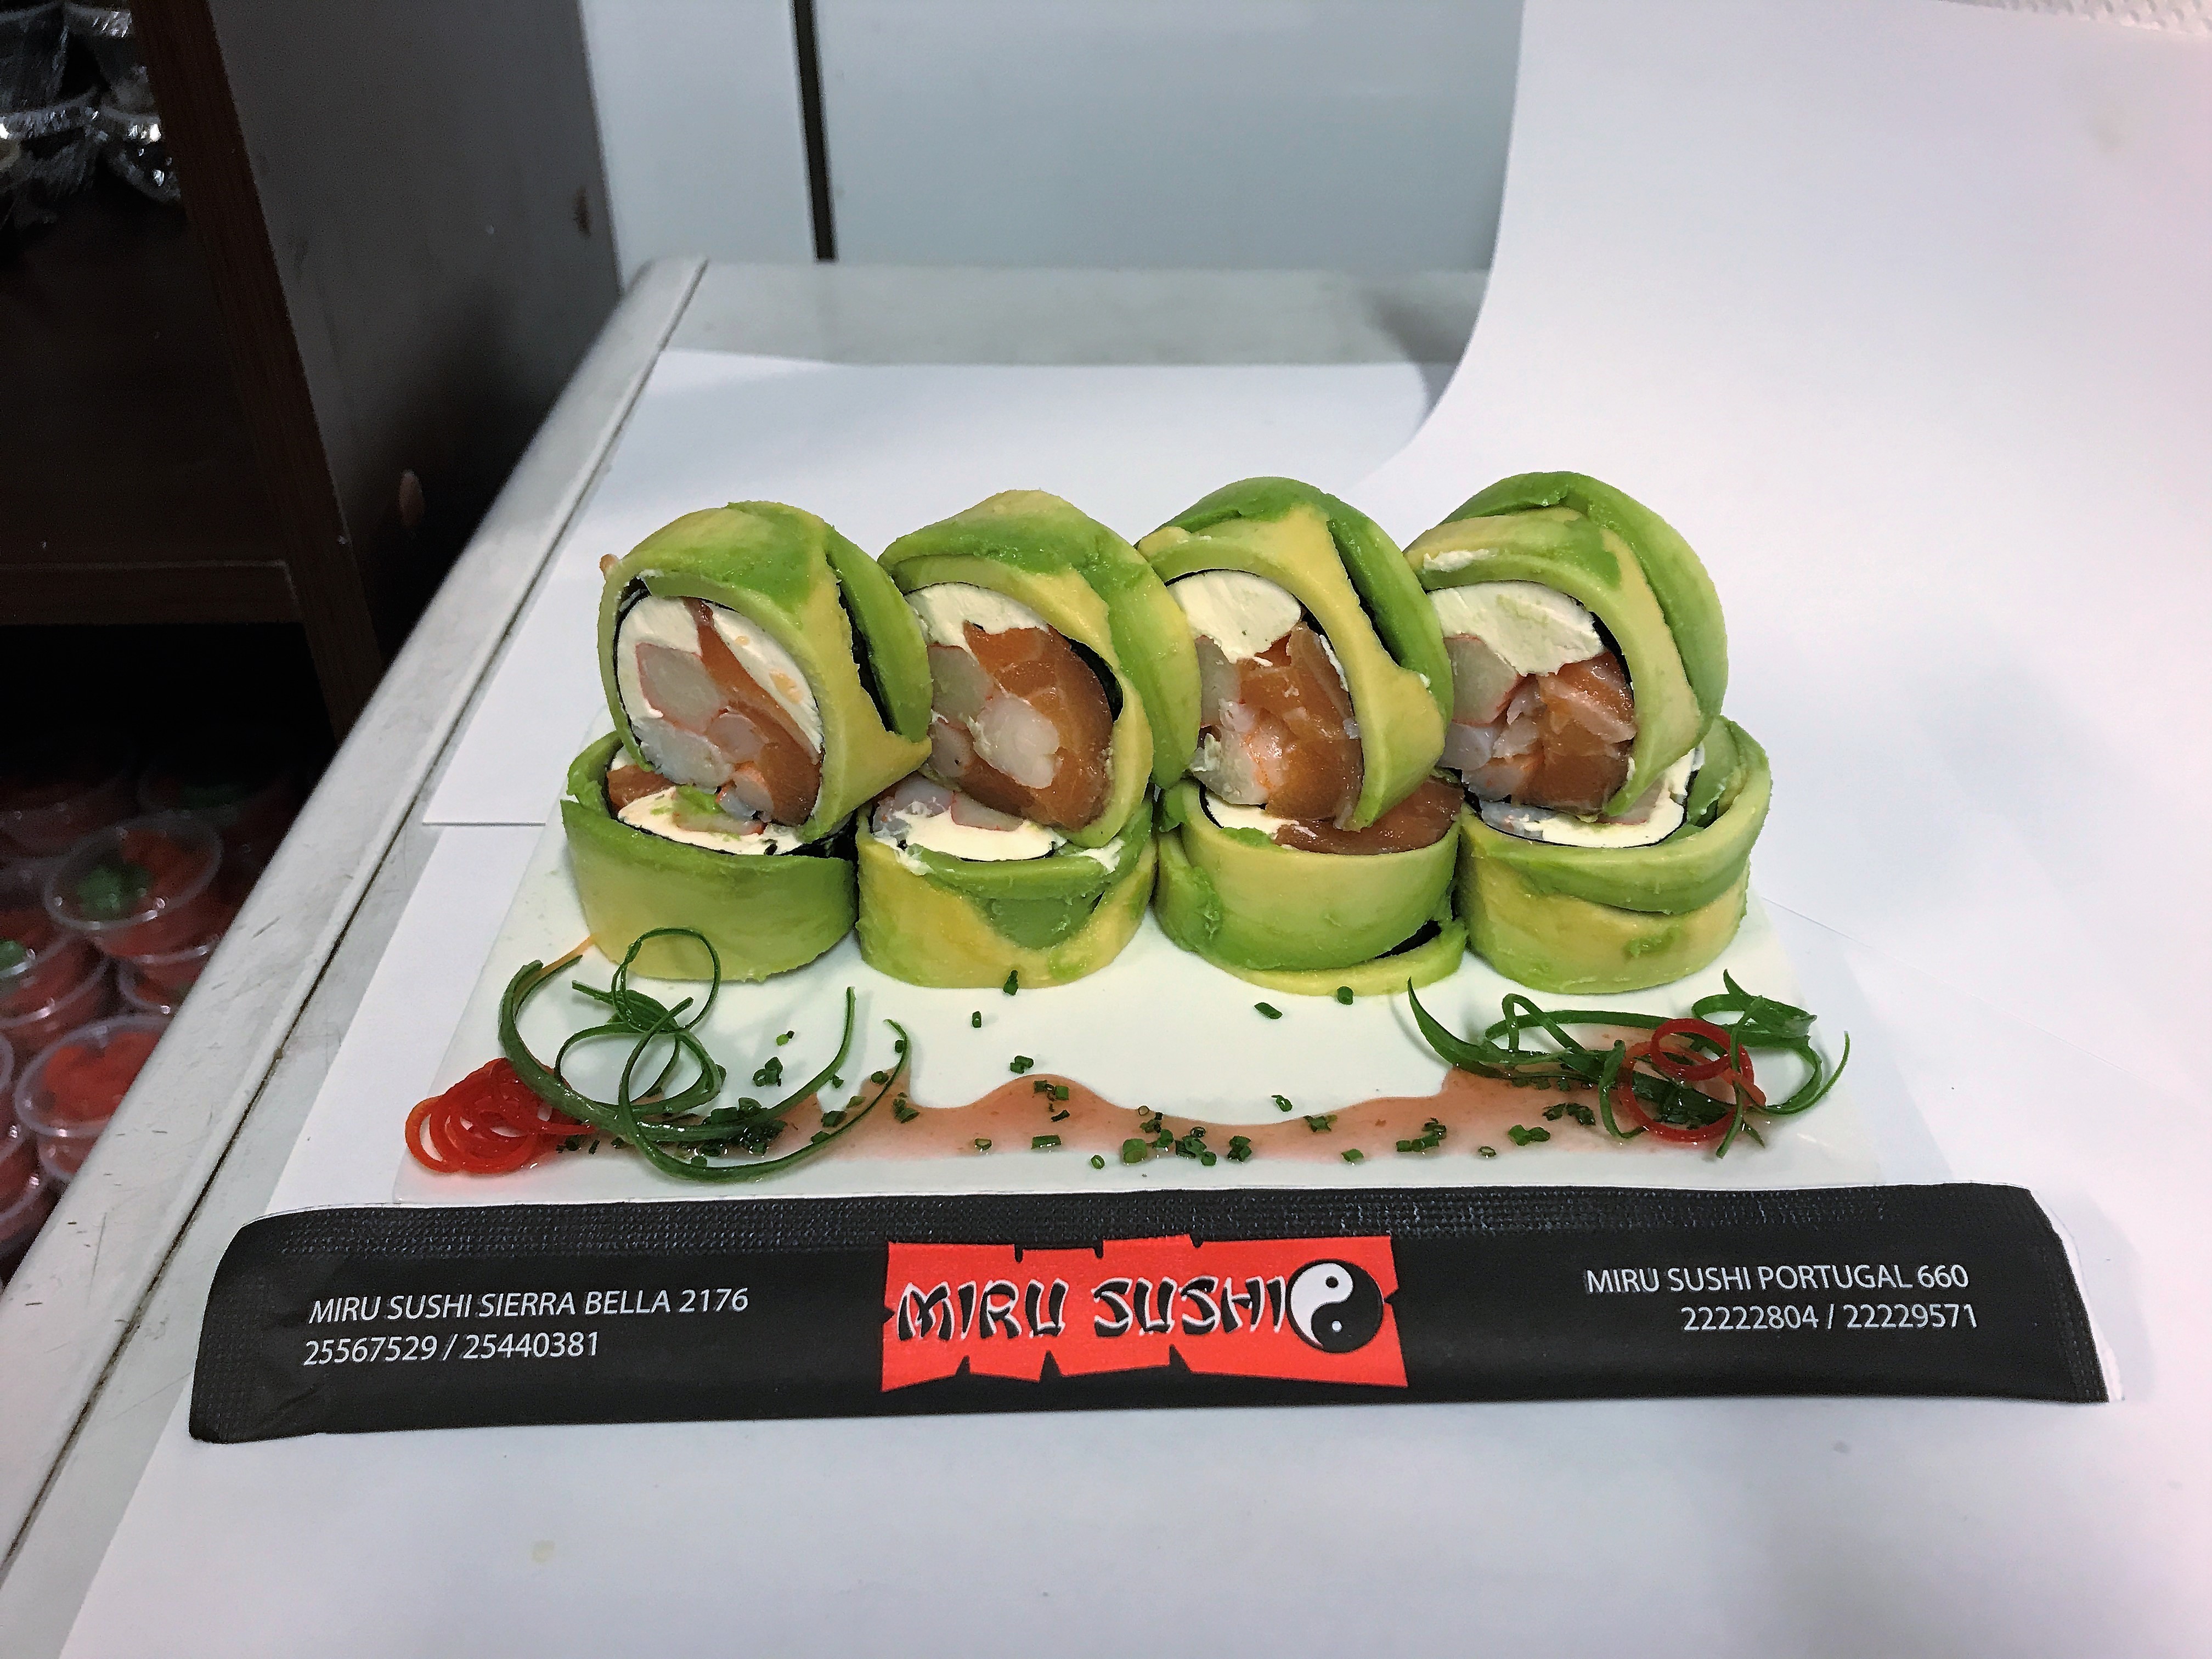 MIRU SUSHI SIERRA BELLA 2176
25567529 / 25440381
MIRU SUSHI
MIRU SUSHI PORTUGAL 660
22222804 / 22229571